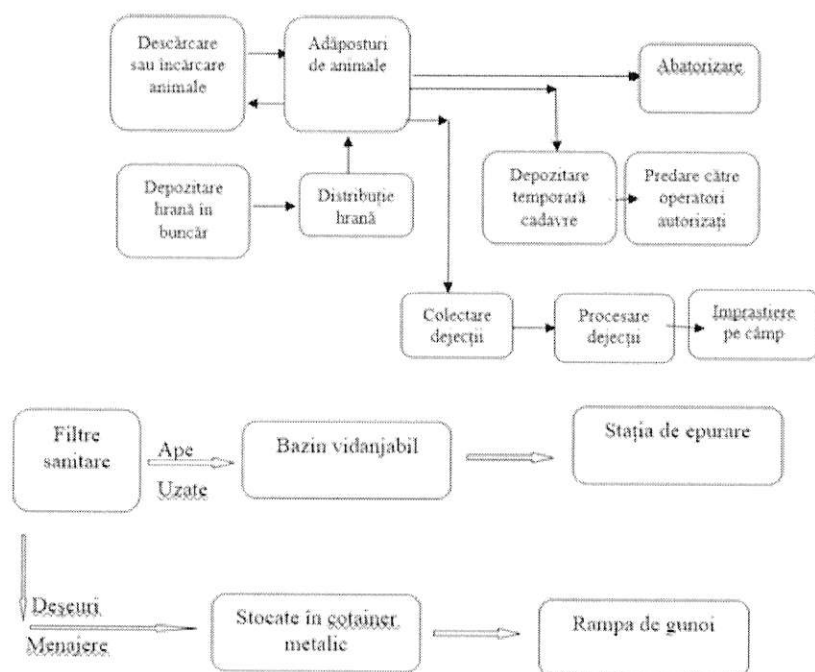 Descărcare
sau încărcare
animale
Adăposturi
de animale
Abatorizare
Depozitare
hrană în
buncăr
Distribuție
hrană
Depozitare
temporară
cadavre
Predare către
operatori
autorizați
Colectare
dejecții
Procesare
dejecții
Imprastiere
pe câmp
Filtre
sanitare
Ape
Uzate
Bazin vidanjabil
Stația de epurare
Deșeuri
Menajere
Stocate în cotainer
metalic
Rampa de gunoi